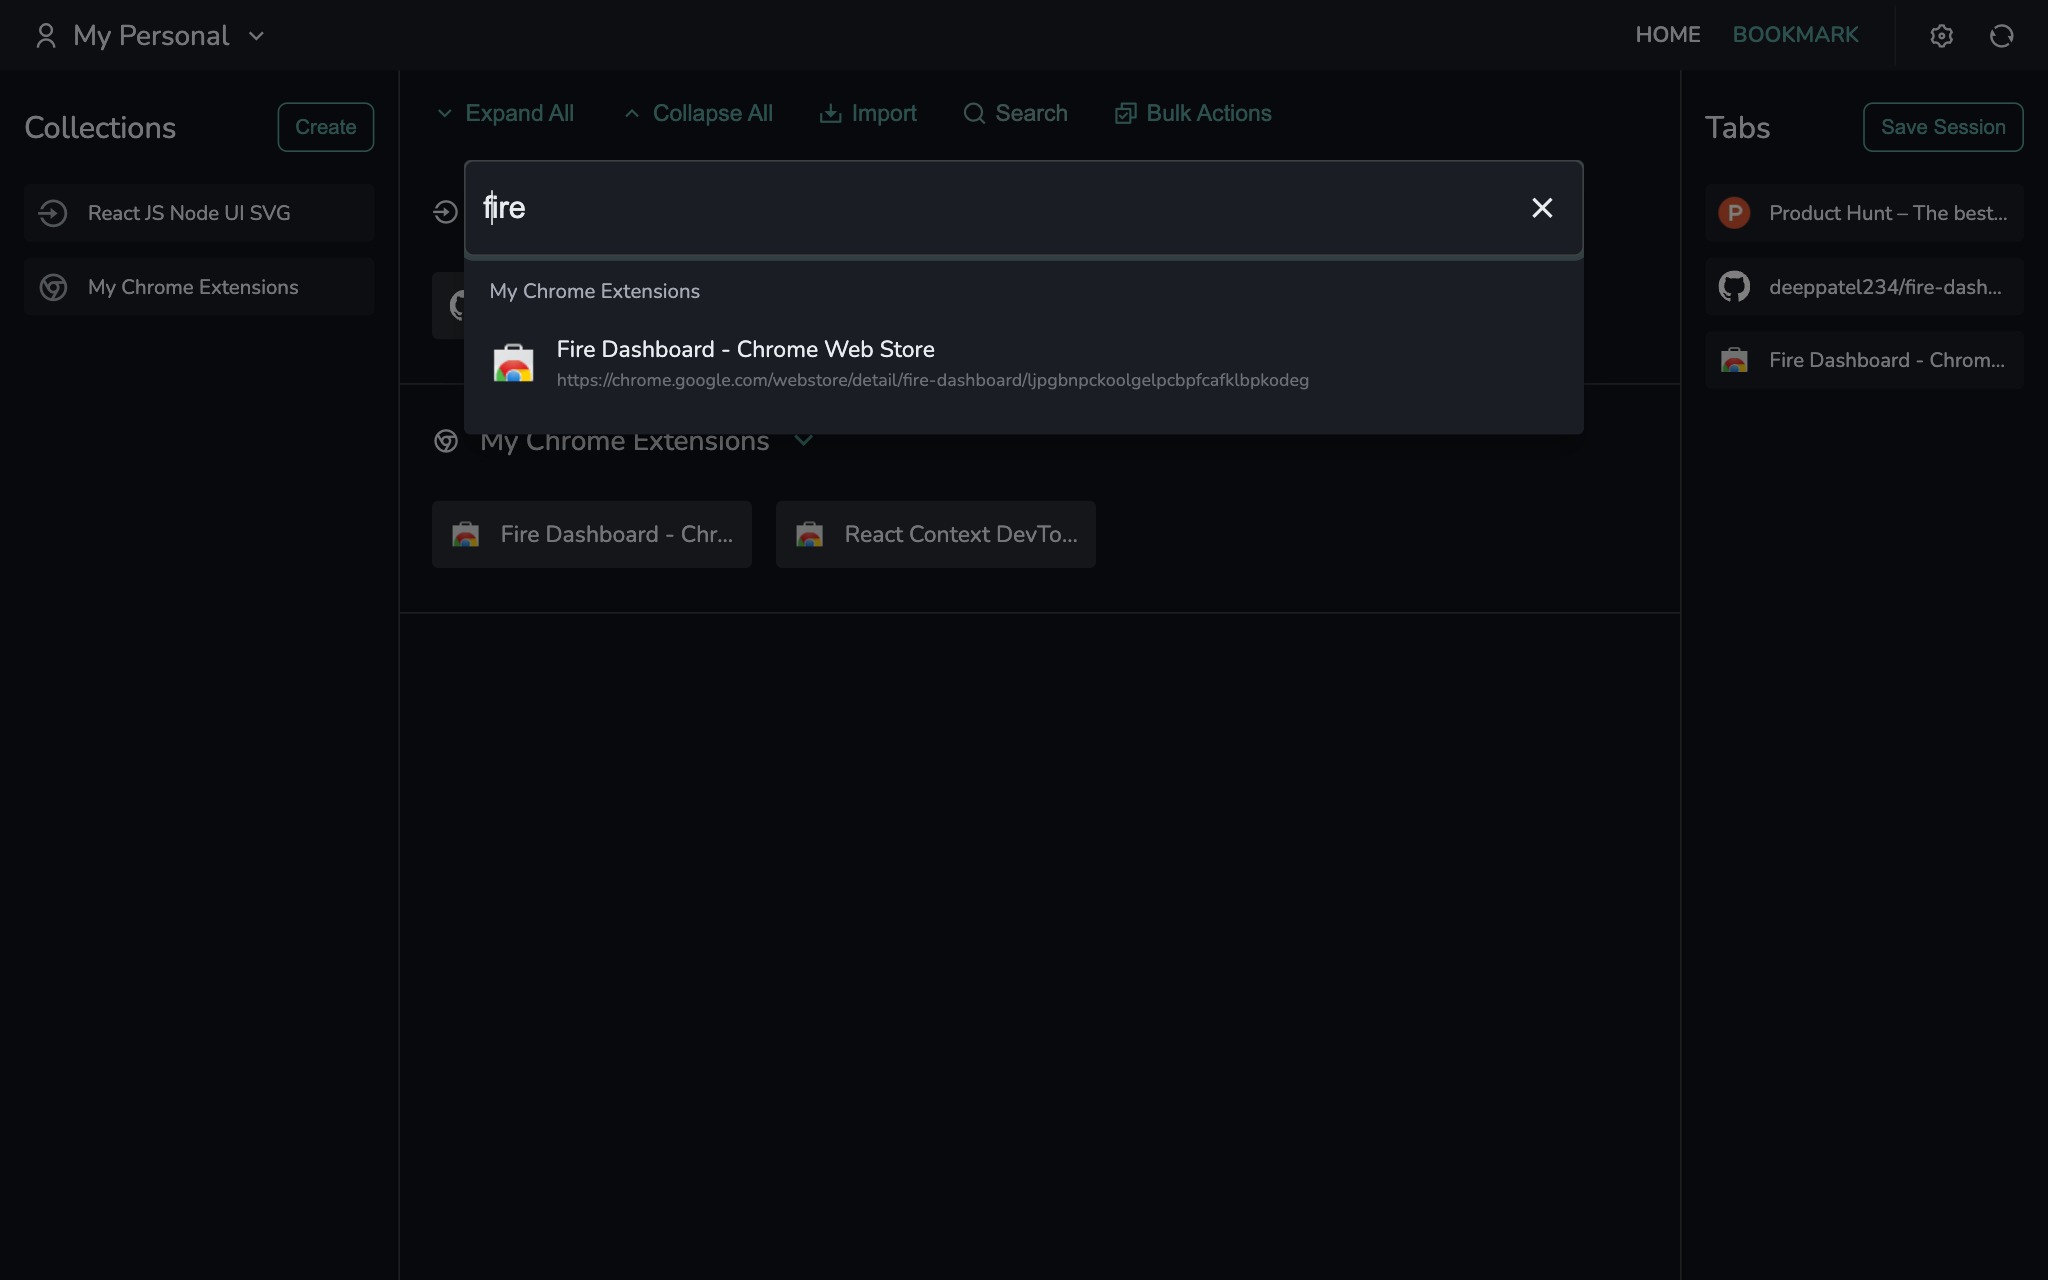 My Personal
HOME
BOOKMARK
Collections
Create
React JS Node UI SVG
My Chrome Extensions
Expand All
Collapse All
Import
Search
Bulk Actions
fire
My Chrome Extensions
Fire Dashboard - Chrome Web Store
https://chrome.google.com/webstore/detail/fire-dashboard/ljpgbnpckoolgelpcbpfcafklbpkodeg
My Chrome Extensions
Fire Dashboard - Chr...
React Context DevTo...
Tabs
Save Session
P
Product Hunt – The best...
deeppatel234/fire-dash...
Fire Dashboard - Chrom...